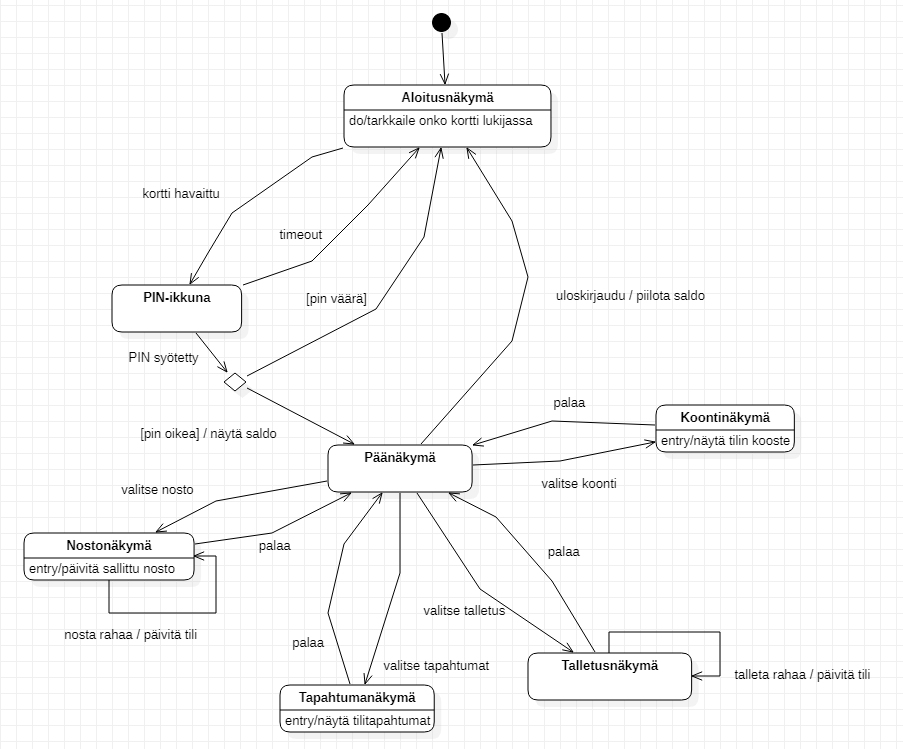 Aloitusnäkymä
do/tarkkaile onko kortti lukijassa
kortti havaittu
timeout
PIN-ikkuna
[pin väärä]
uloskirjaudu / piilota saldo
PIN syötetty
[pin oikea] / näytä saldo
palaa
Koontinäkymä
entry/näytä tilin kooste
Päänäkymä
valitse koonti
valitse nosto
Nostonäkymä
entry/päivitä sallittu nosto
palaa
nosta rahaa / päivitä tili
palaa
valitse talletus
palaa
valitse tapahtumat
Talletusnäkymä
talleta rahaa / päivitä tili
Tapahtumanäkymä
entry/näytä tilitapahtumat